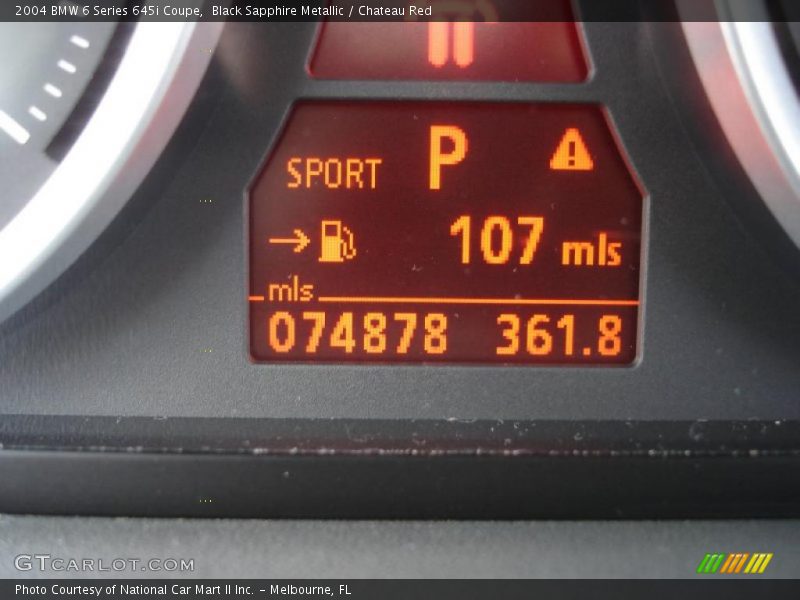 2004 BMW 6 Series 645i Coupe,  Black Sapphire Metallic / Chateau Red
SPORT P
107 mls
mls
074878 361.8
GTCARLOT.COM
Photo Courtesy of National Car Mart II Inc. – Melbourne, FL